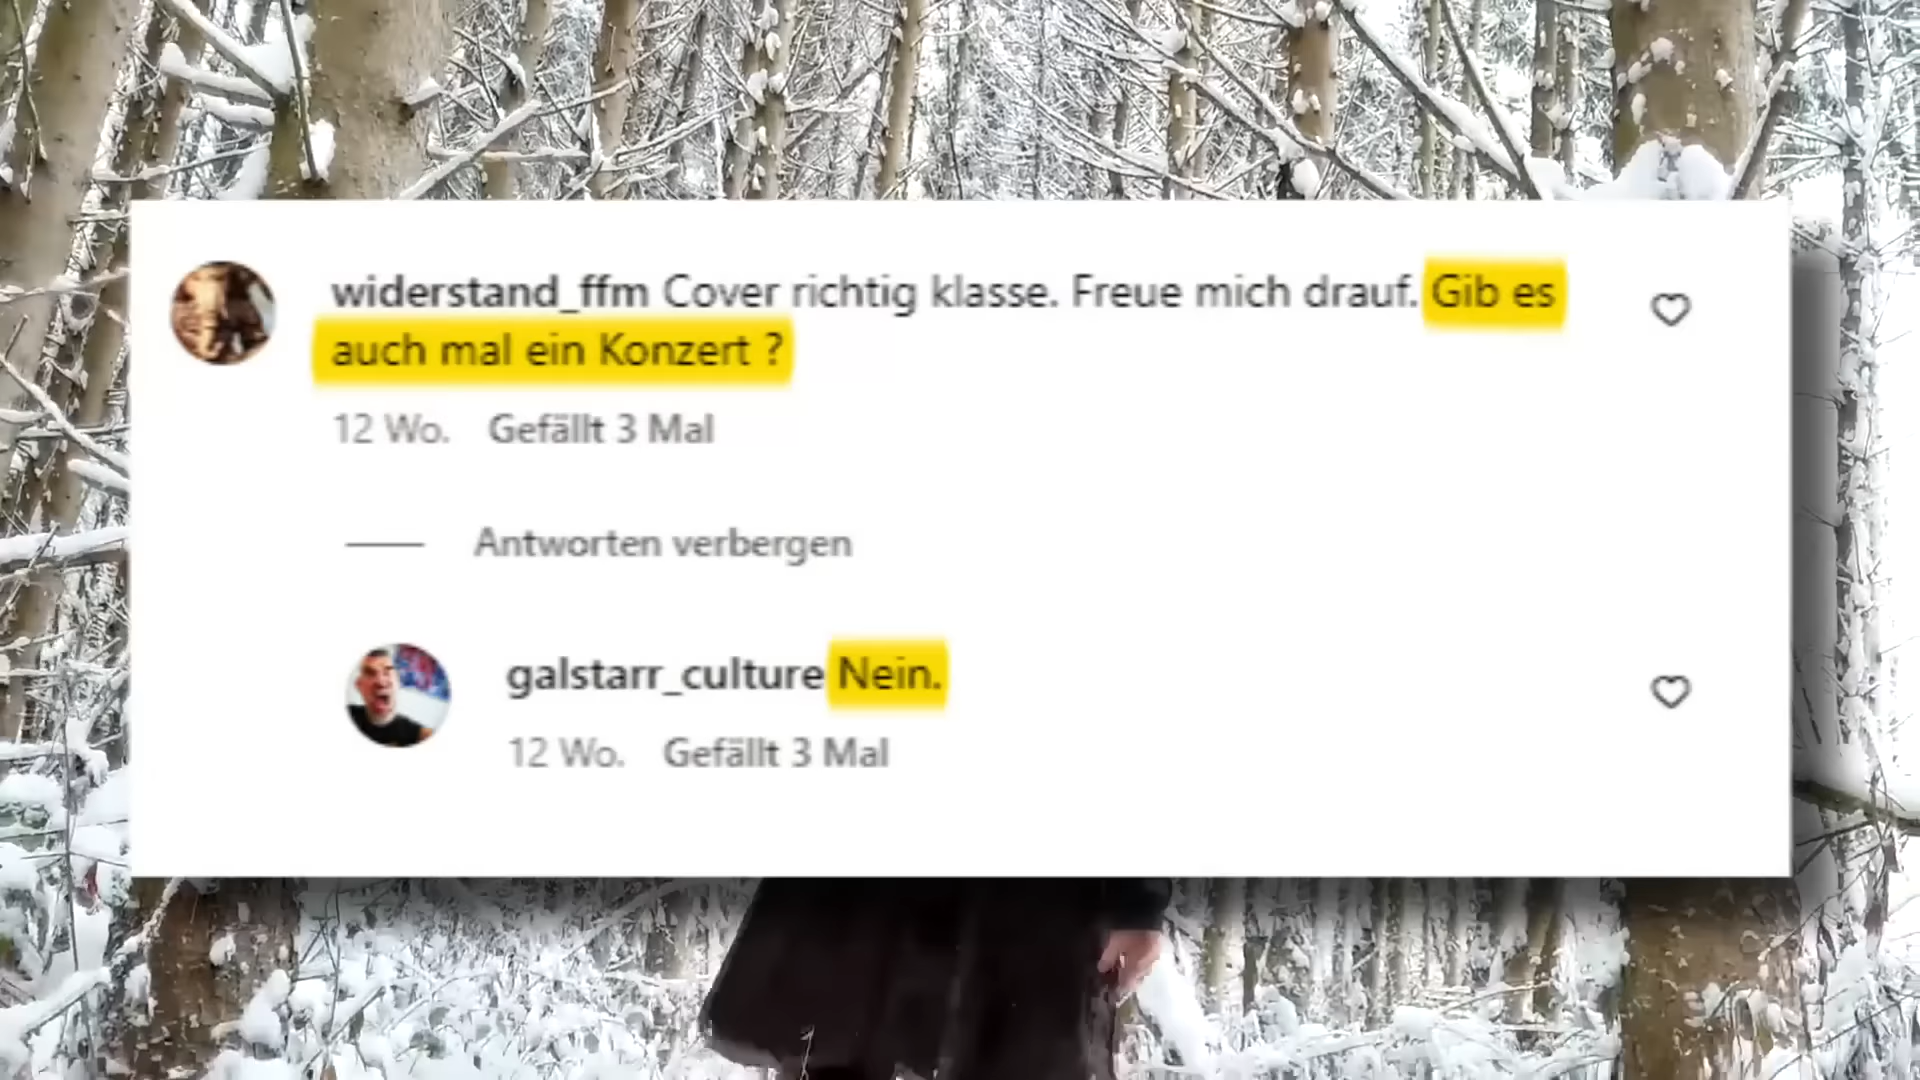 widerstand_ffm Cover richtig klasse. Freue mich drauf. Gib es
auch mal ein Konzert ?
12 Wo. Gefällt 3 Mal
Antworten verbergen
galstarr_culture Nein.
12 Wo. Gefällt 3 Mal